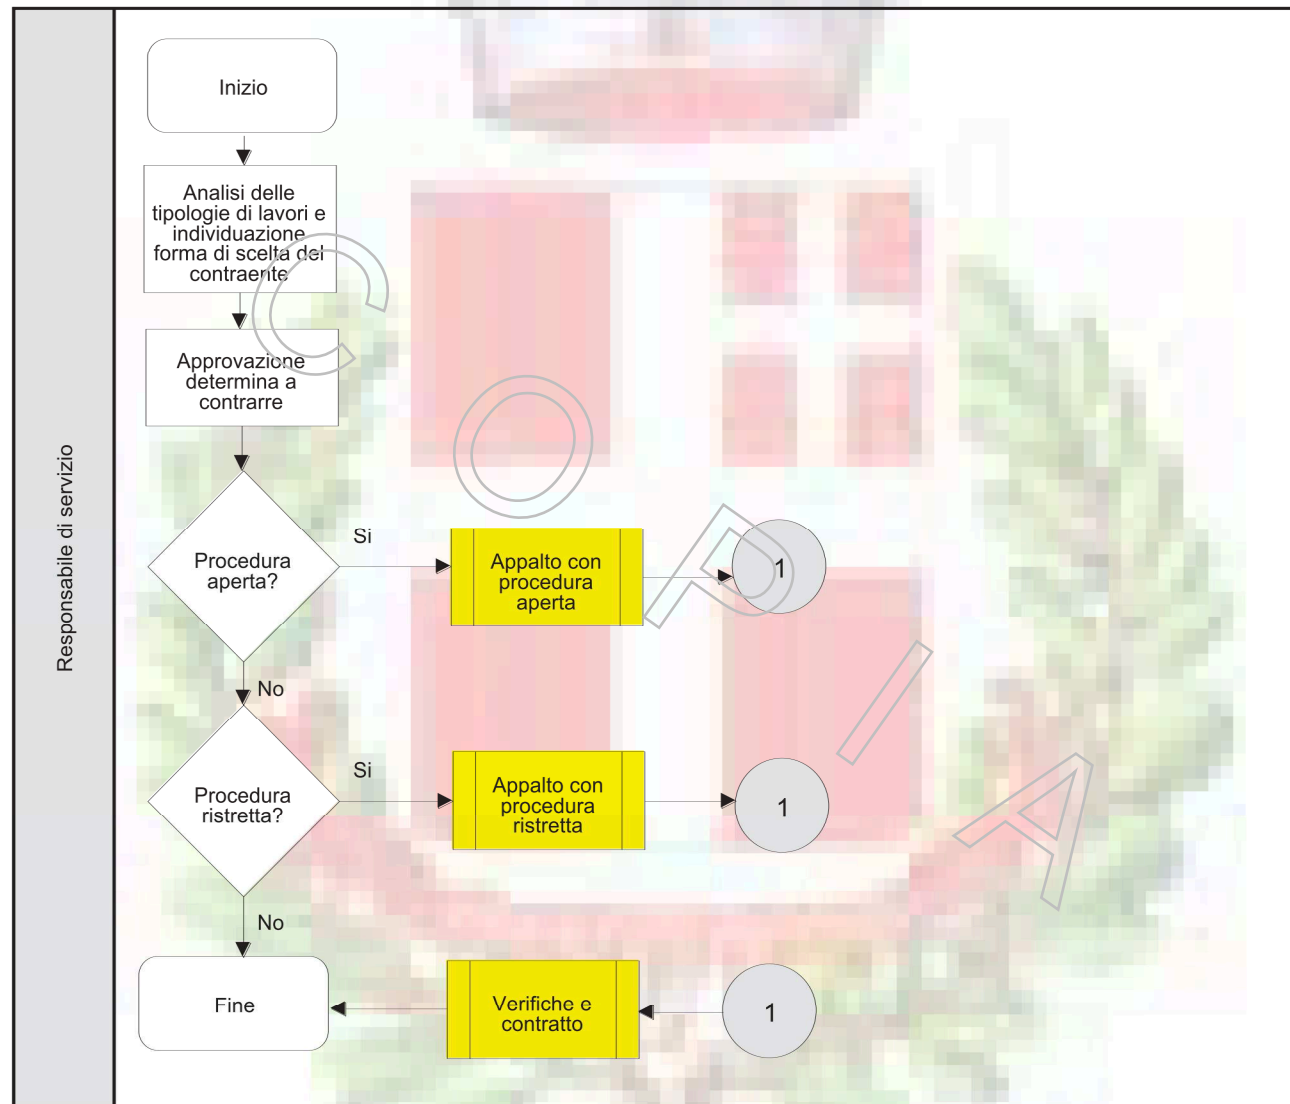 Inizio
Analisi delle
tipologie di lavori e
individuazione
forma di scelta del
contraente
Approvazione
determina a
contrarre
Responsabile di servizio
Procedura
aperta?
Si
Appalto con
procedura
aperta
1
No
Procedura
ristretta?
Si
Appalto con
procedura
ristretta
1
No
Fine
Verifiche e
contratto
1
COPIA